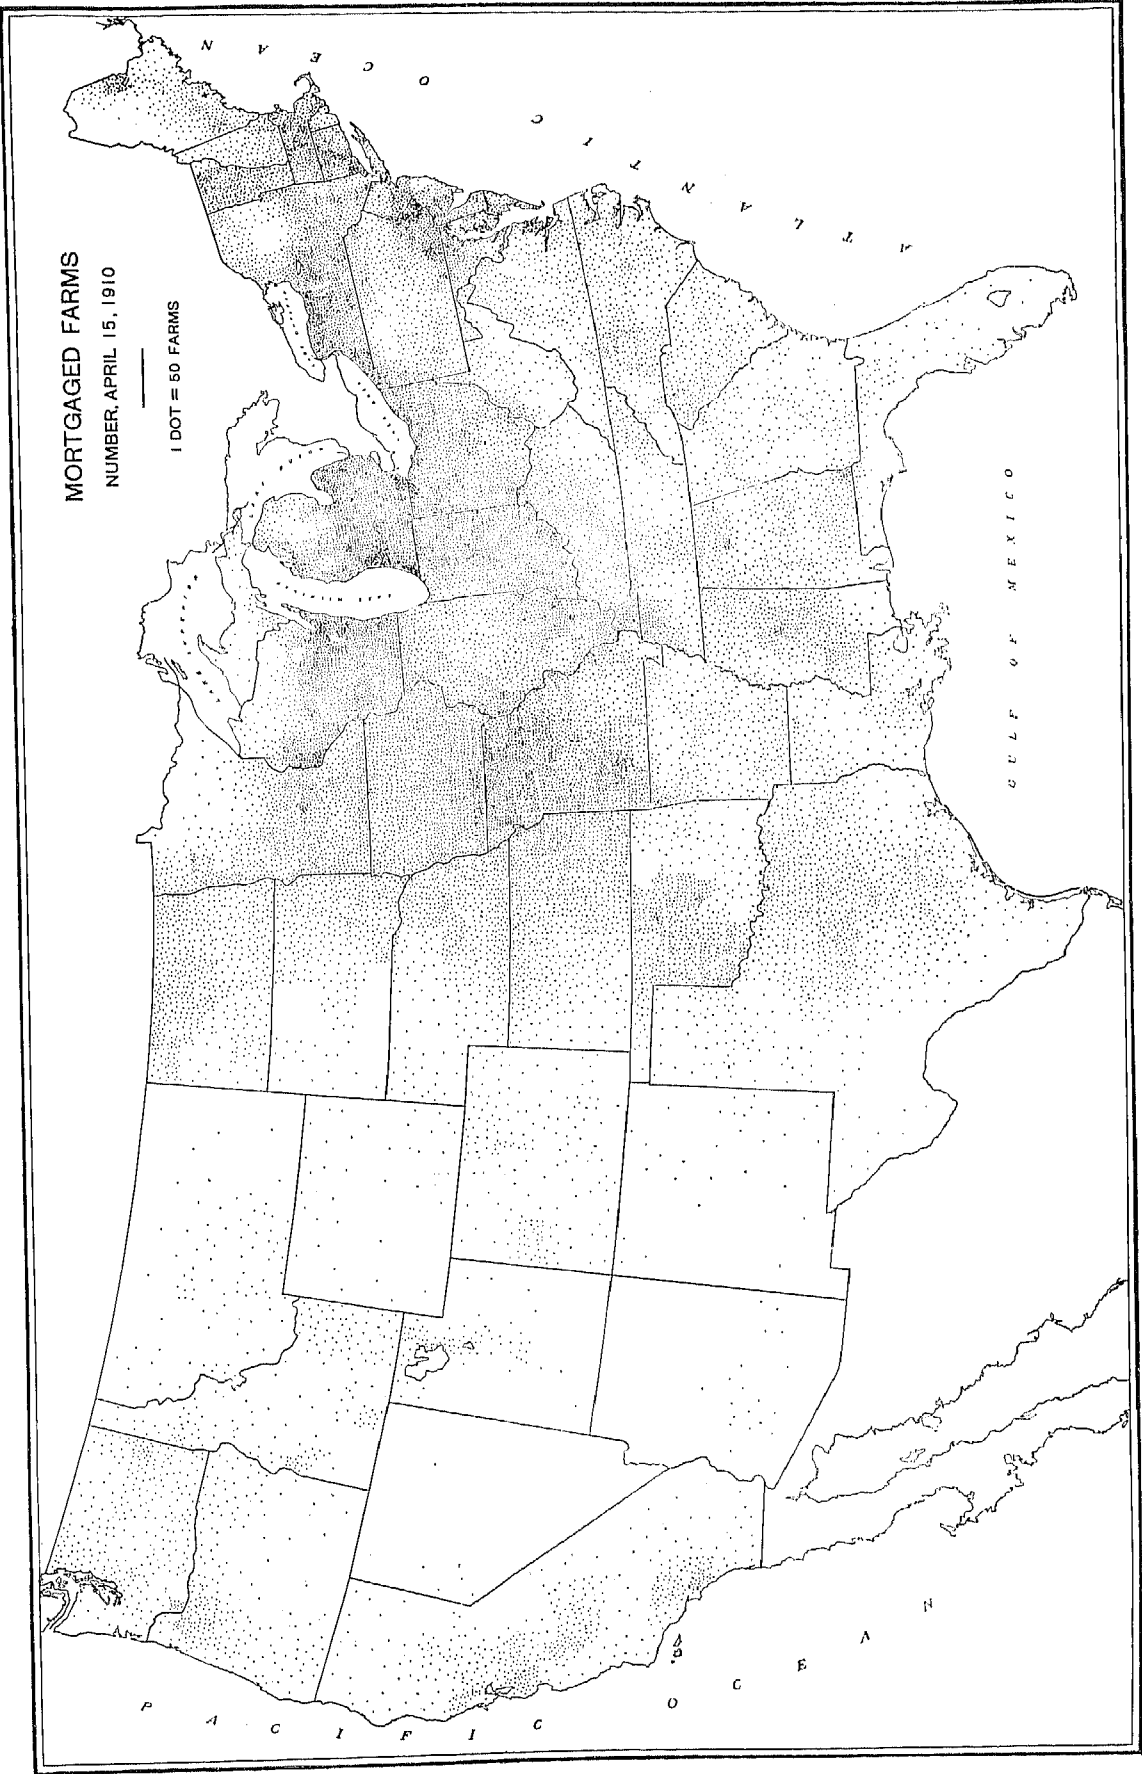 MORTGAGED FARMS
NUMBER, APRIL 15, 1910
1 DOT = 50 FARMS
PACIFIC OCEAN
ATLANTIC OCEAN
GULF OF MEXICO